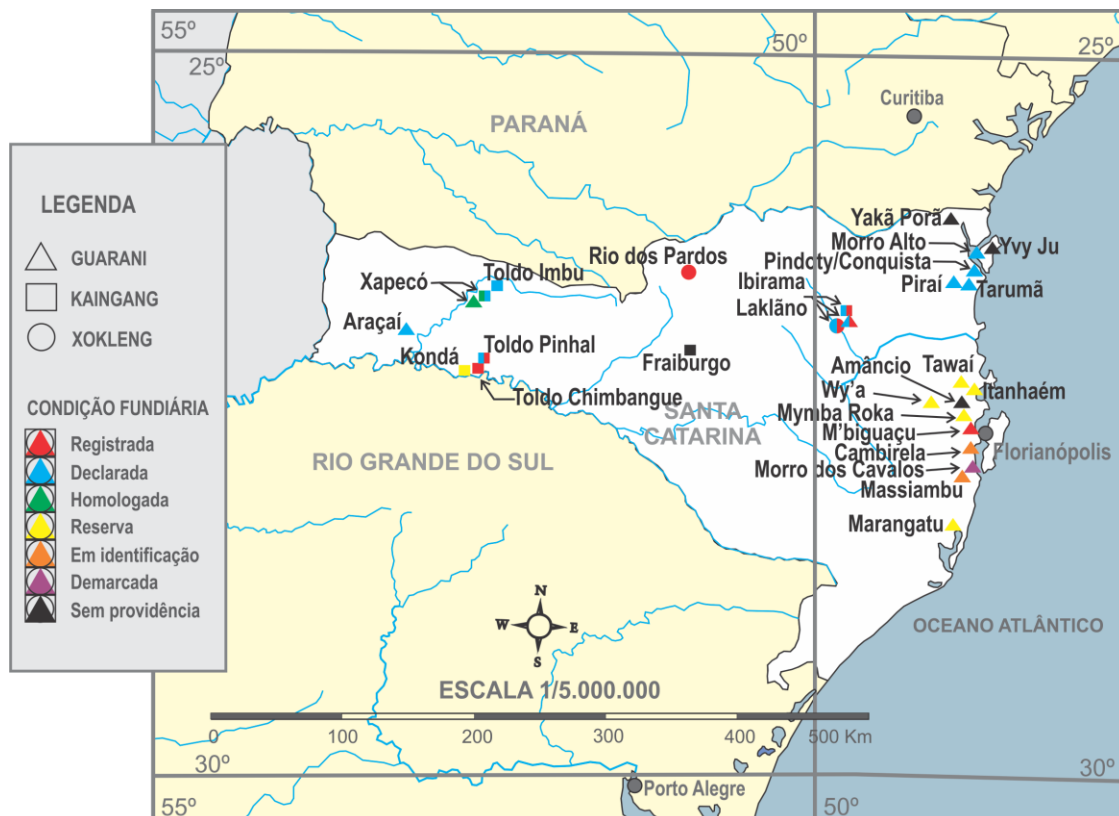 55º
25º
50º
25º
Curitiba
PARANÁ
LEGENDA
GUARANI
KAINGANG
XOKLENG
CONDIÇÃO FUNDIÁRIA
Registrada
Declarada
Homologada
Reserva
Em identificação
Demarcada
Sem providência
Yakã Porã
Morro Alto
Yvy Ju
Pindoty/Conquista
Piraí
Tarumã
Rio dos Pardos
Ibirama
Laklãno
Toldo Imbu
Xapecó
Araçaí
Kondá
Toldo Pinhal
Toldo Chimbangue
Fraiburgo
SANTA
CATARINA
Amâncio
Tawaí
Itanhaém
Wy'a
Mymba Roka
M'biguaçu
Florianópolis
Cambirela
Morro dos Cavalos
Massiambu
Marangatu
RIO GRANDE DO SUL
N
W
E
S
OCEANO ATLÂNTICO
ESCALA 1/5.000.000
0
100
200
300
400
500 Km
30º
30º
Porto Alegre
55º
50º